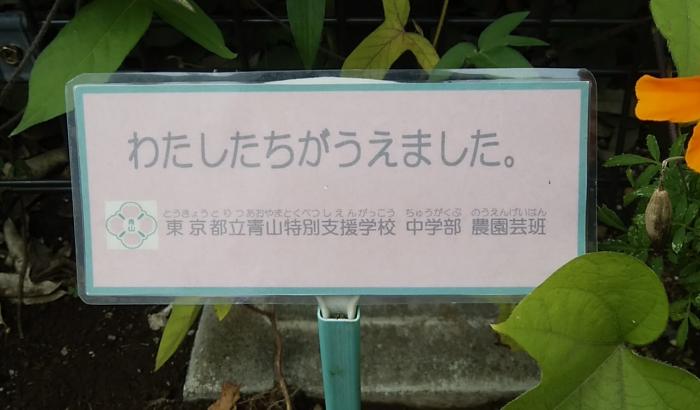 わたしたちがうえました。
とうきょうとりつあおやまとくべつしえんがっこう ちゅうがくぶ のうえんげいはん
青山 東京都立青山特別支援学校 中学部 農園芸班